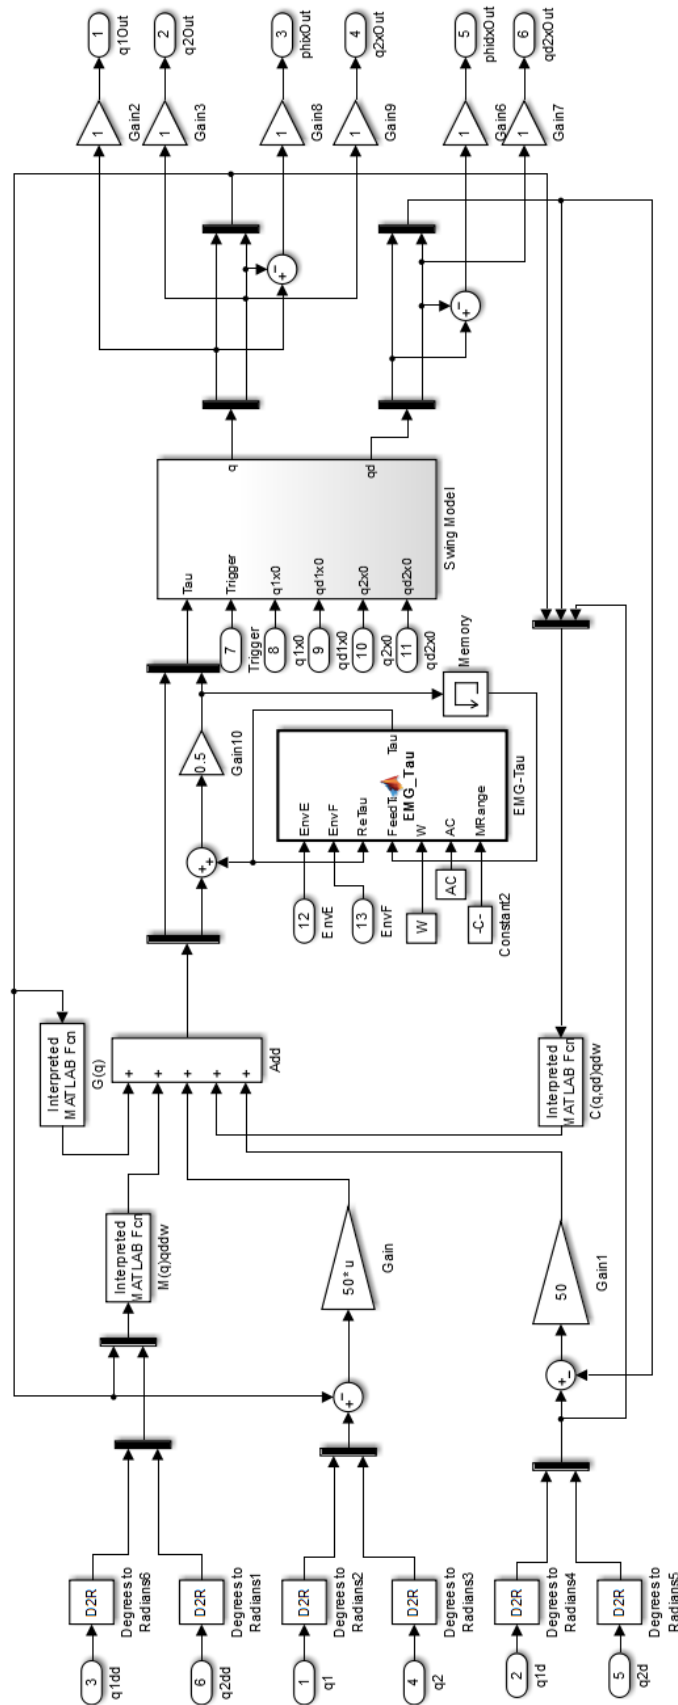 3
q1dd
D2R
Degrees to
Radians6
6
q2dd
D2R
Degrees to
Radians1
1
q1
D2R
Degrees to
Radians2
4
q2
D2R
Degrees to
Radians3
2
q1d
D2R
Degrees to
Radians4
5
q2d
D2R
Degrees to
Radians5
Interpreted
MATLAB Fcn
M(q)qddw
+
-
50*u
Gain
+
-
50
Gain1
Interpreted
MATLAB Fcn
G(q)
+
+
+
+
+
Add
Interpreted
MATLAB Fcn
C(q,qd)qdw
+
+
0.5
Gain10
12
EnvE
13
EnvF
W
AC
-C-
Constant2
EnvE
EnvF
ReTau
W
AC
MRange
EMG_Tau
Tau
EMG-Tau
Memory
7
Trigger
8
q1x0
9
qd1x0
10
q2x0
11
qd2x0
Tau
Trigger
q1x0
qd1x0
q2x0
qd2x0
q
qd
Swing Model
+
-
+
-
1
Gain2
1
q1Out
1
Gain3
2
q2Out
1
Gain8
3
phixOut
1
Gain9
4
q2xOut
1
Gain6
5
phidxOut
1
Gain7
6
qd2xOut